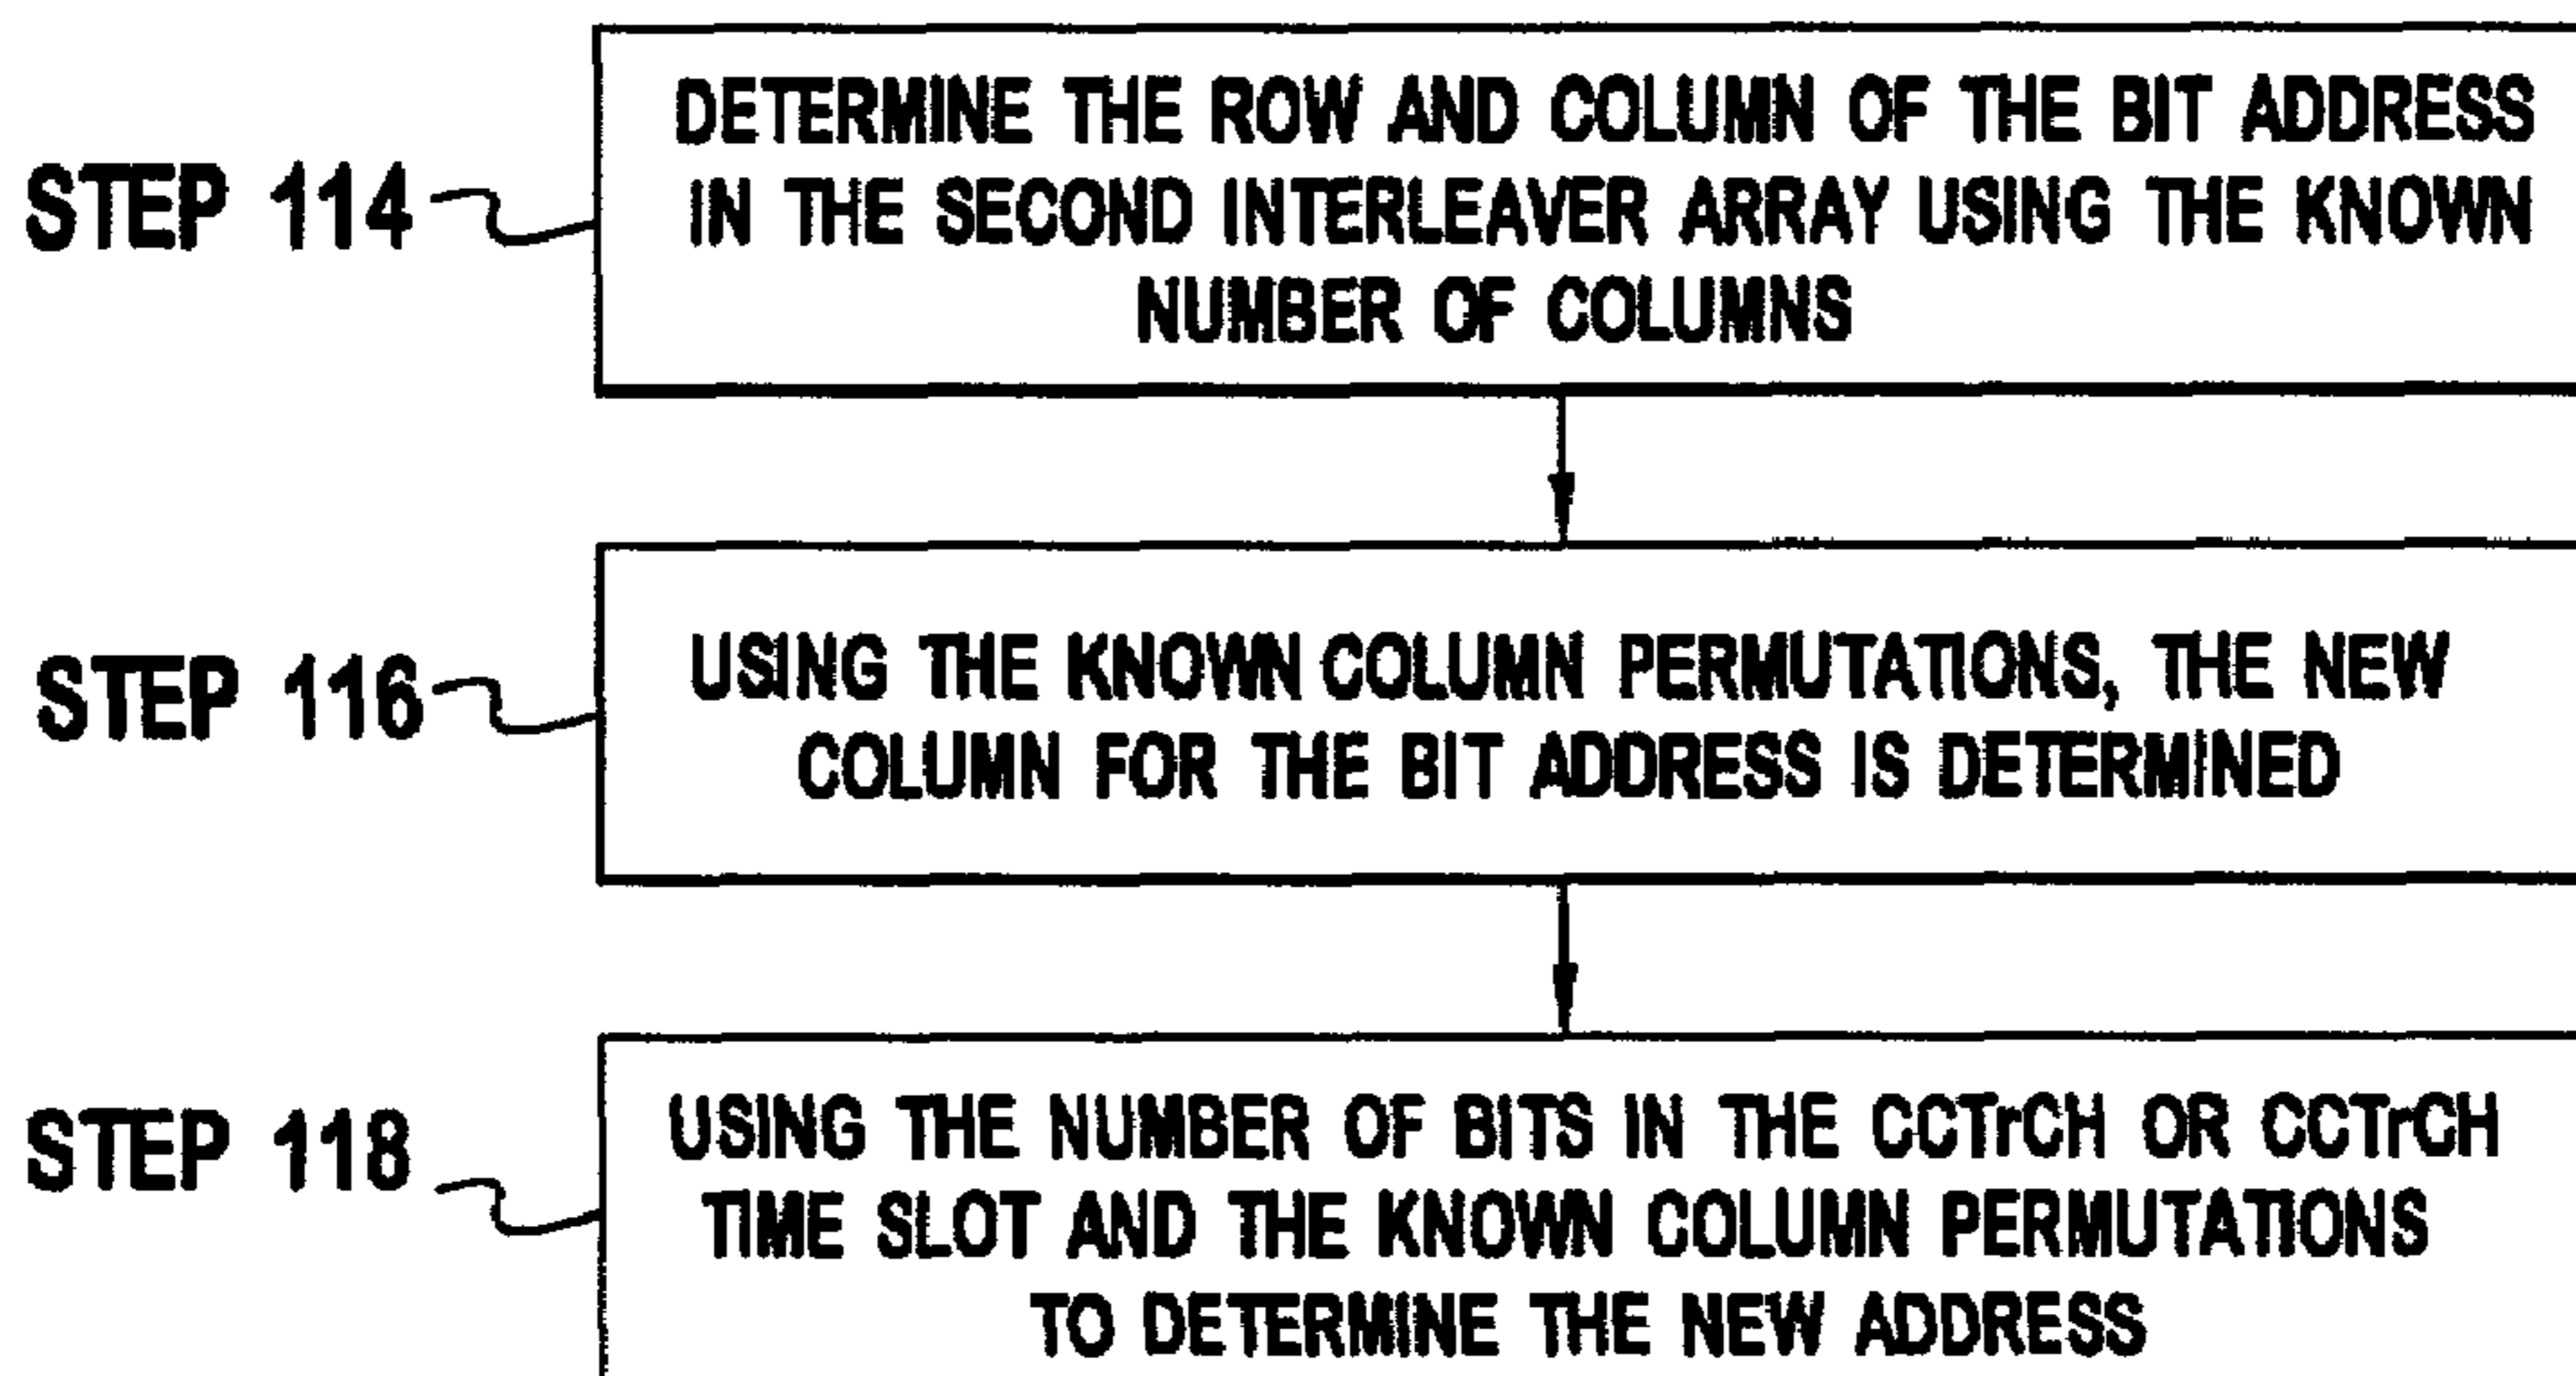 STEP 114
DETERMINE THE ROW AND COLUMN OF THE BIT ADDRESS
IN THE SECOND INTERLEAVER ARRAY USING THE KNOWN
NUMBER OF COLUMNS
STEP 116
USING THE KNOWN COLUMN PERMUTATIONS, THE NEW
COLUMN FOR THE BIT ADDRESS IS DETERMINED
STEP 118
USING THE NUMBER OF BITS IN THE CCTrCH OR CCTrCH
TIME SLOT AND THE KNOWN COLUMN PERMUTATIONS
TO DETERMINE THE NEW ADDRESS